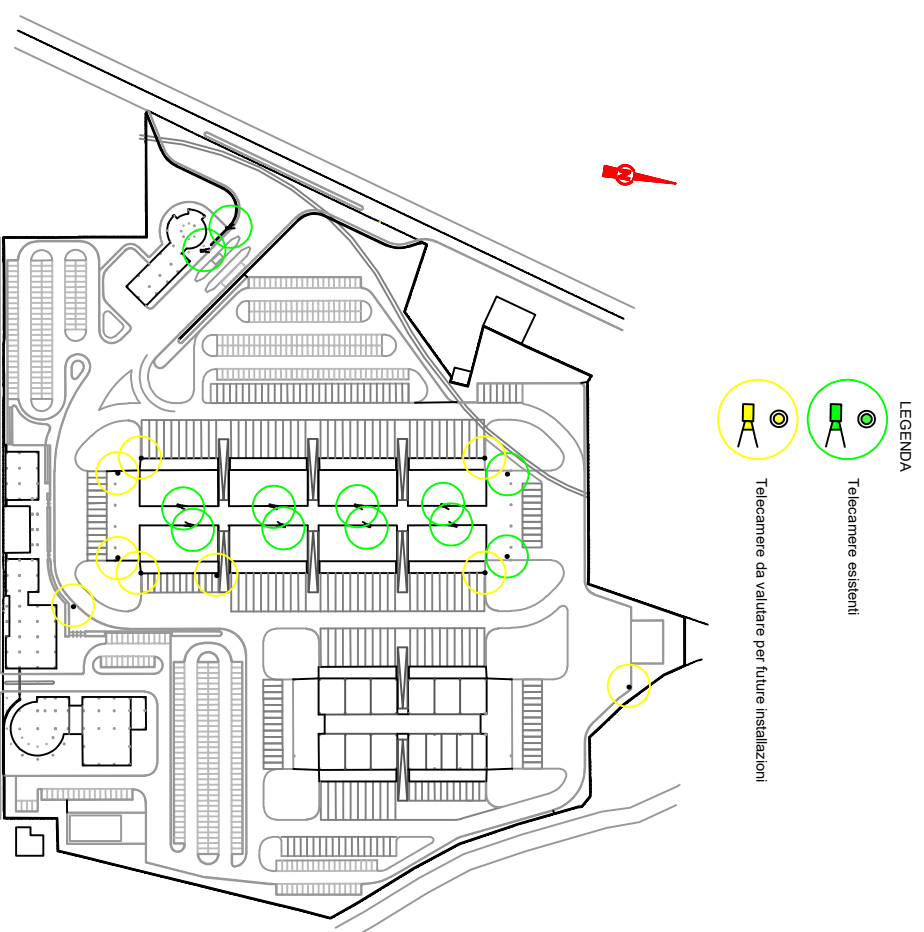 LEGENDA
Telecamere esistenti
Telecamere da valutare per future installazioni
N